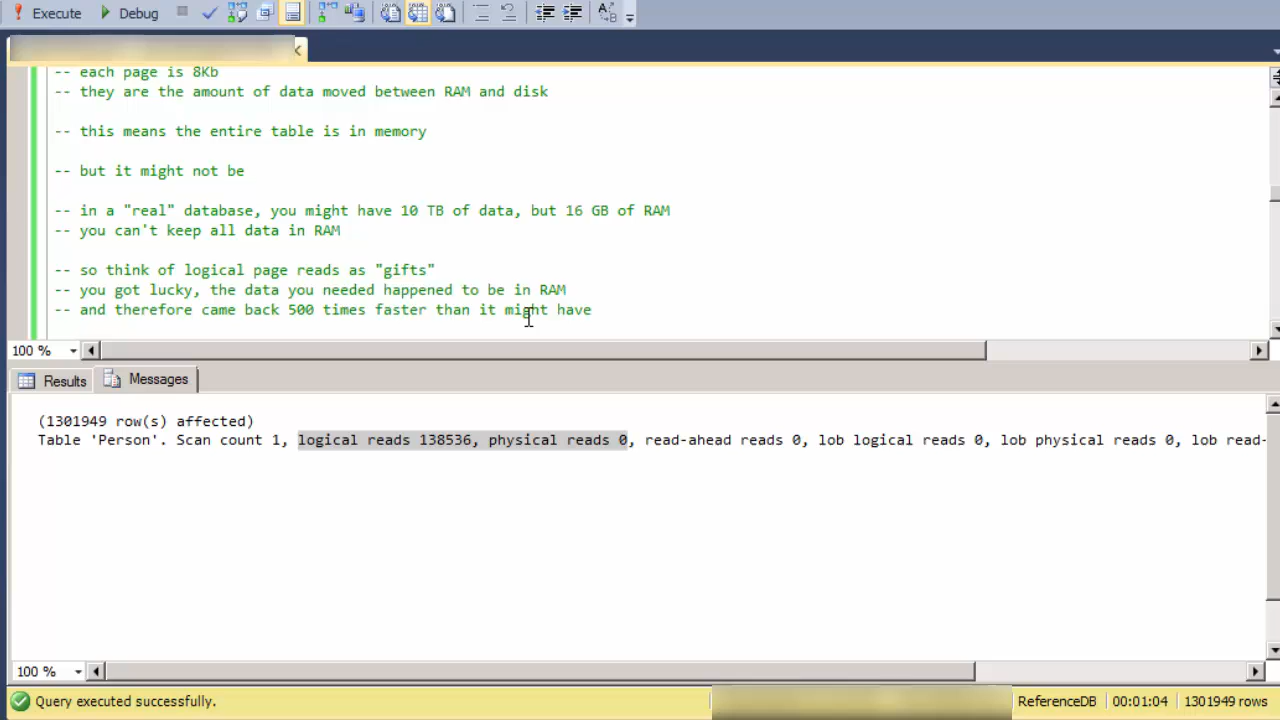 Execute Debug
-- each page is 8Kb
-- they are the amount of data moved between RAM and disk
-- this means the entire table is in memory
-- but it might not be
-- in a "real" database, you might have 10 TB of data, but 16 GB of RAM
-- you can't keep all data in RAM
-- so think of logical page reads as "gifts"
-- you got lucky, the data you needed happened to be in RAM
-- and therefore came back 500 times faster than it might have
100 %
Results Messages
(1301949 row(s) affected)
Table 'Person'. Scan count 1, logical reads 138536, physical reads 0, read-ahead reads 0, lob logical reads 0, lob physical reads 0, lob read-
100 %
Query executed successfully. ReferenceDB 00:01:04 1301949 rows